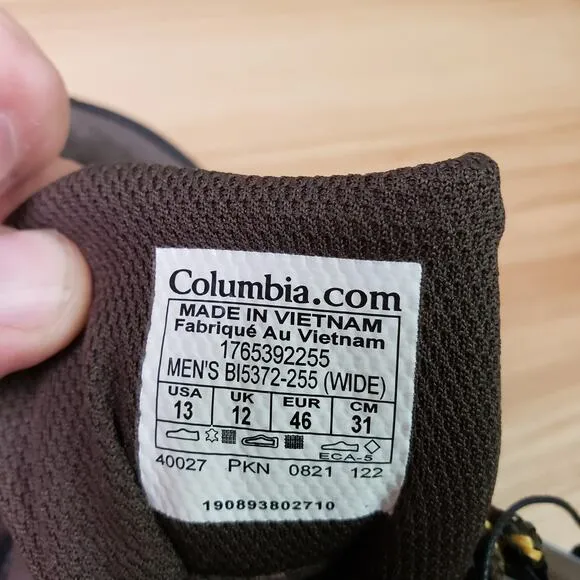 Columbia.com
MADE IN VIETNAM
Fabriqué Au Vietnam
1765392255
MEN'S BI5372-255 (WIDE)
USA UK EUR CM
13 12 46 31
ECA-5
40027 PKN 0821 122
190893802710